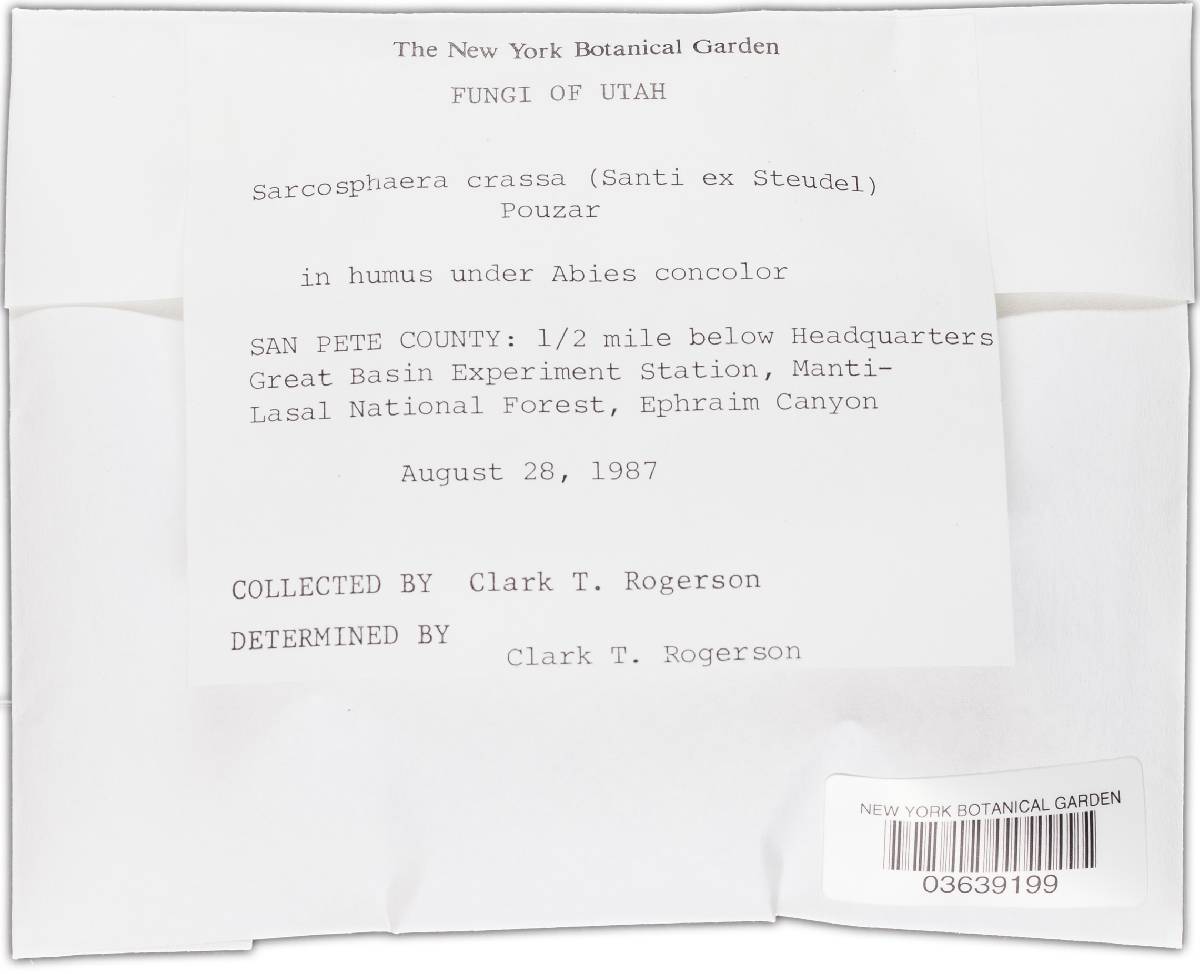 The New York Botanical Garden
FUNGI OF UTAH
Sarcosphaera crassa (Santi ex Steudel)
Pouzar
in humus under Abies concolor
SAN PETE COUNTY: 1/2 mile below Headquarters
Great Basin Experiment Station, Manti-
Lasal National Forest, Ephraim Canyon
August 28, 1987
COLLECTED BY Clark T. Rogerson
DETERMINED BY
Clark T. Rogerson
NEW YORK BOTANICAL GARDEN
03639199